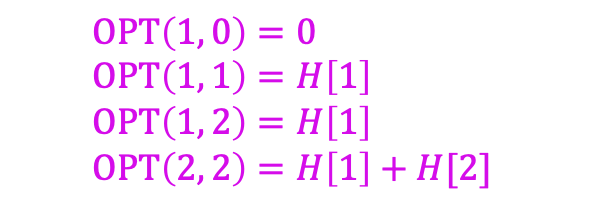 OPT(1, 0) = 0
OPT(1, 1) = H[1]
OPT(1, 2) = H[1]
OPT(2, 2) = H[1] + H[2]